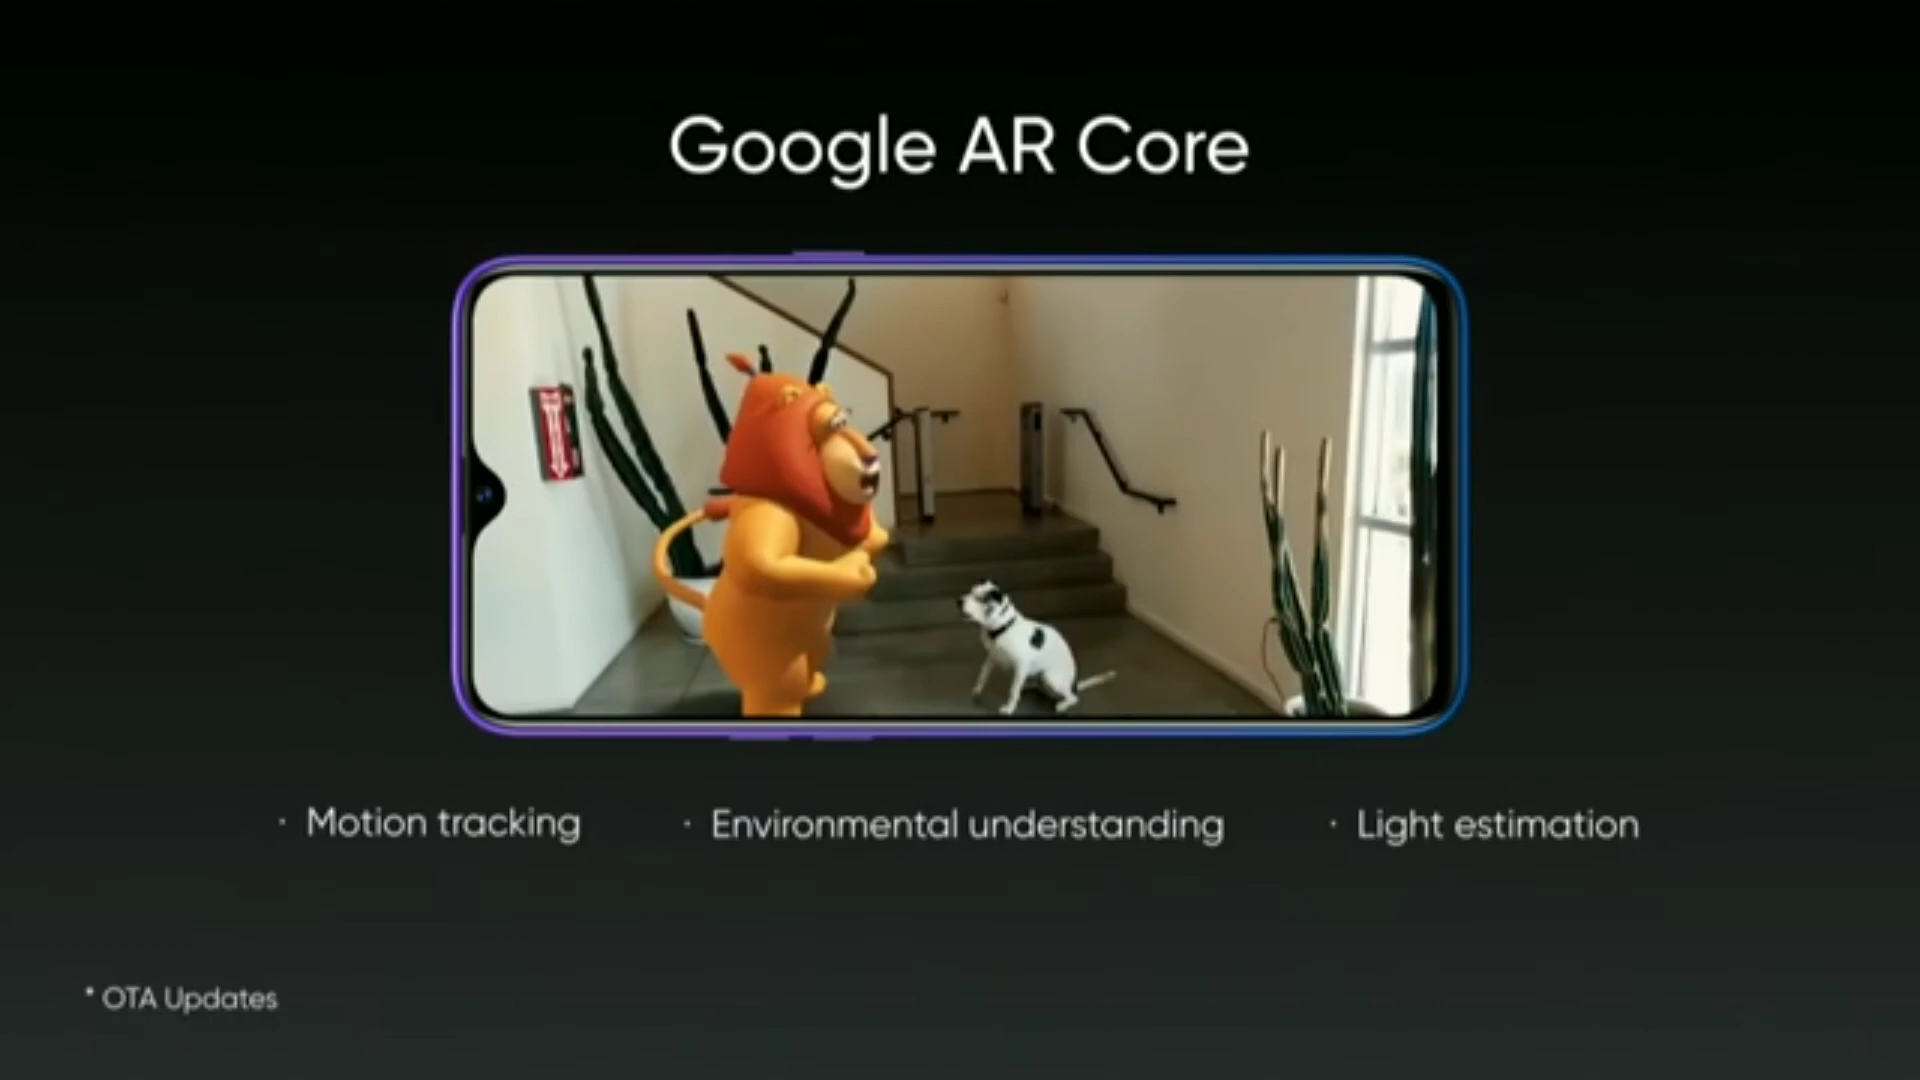 Google AR Core
· Motion tracking
· Environmental understanding
· Light estimation
* OTA Updates